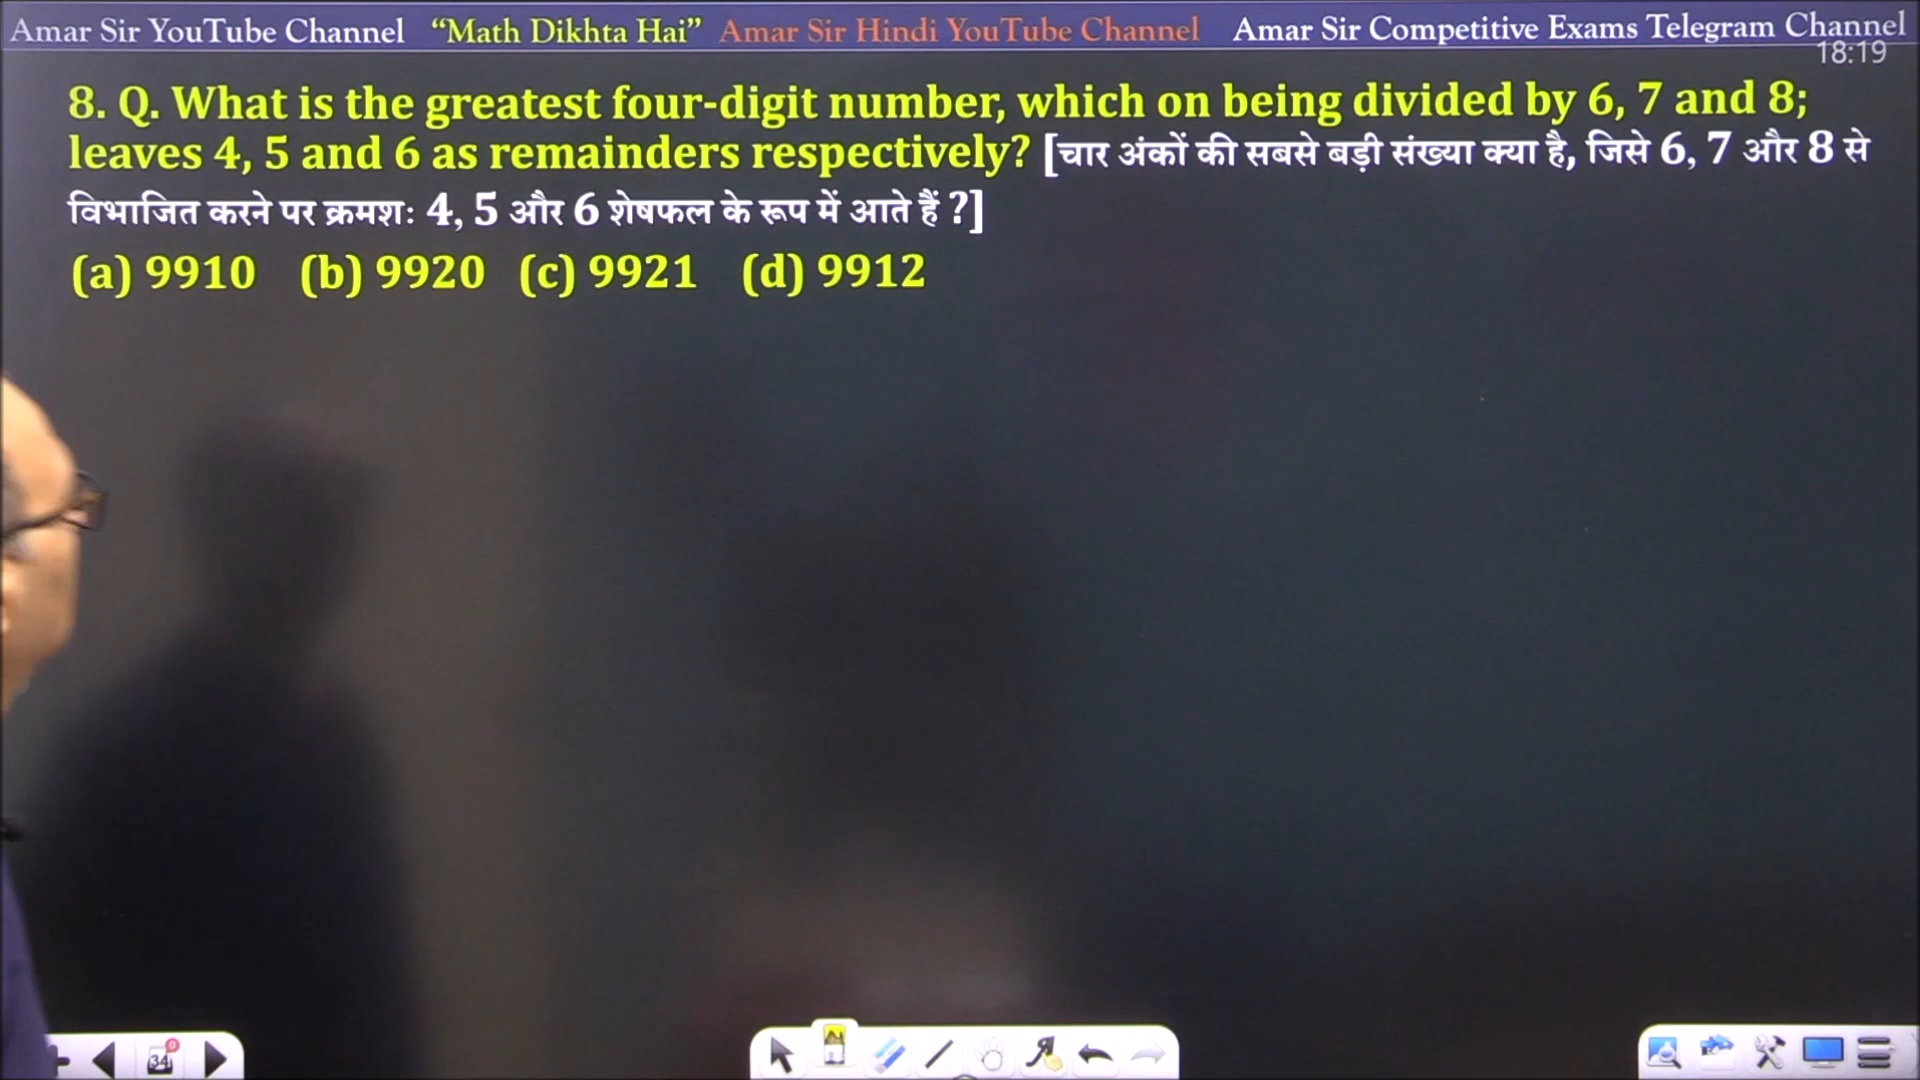 Amar Sir YouTube Channel “Math Dikhta Hai” Amar Sir Hindi YouTube Channel Amar Sir Competitive Exams Telegram Channel
18:19
8. Q. What is the greatest four-digit number, which on being divided by 6, 7 and 8;
leaves 4, 5 and 6 as remainders respectively? [चार अंकों की सबसे बड़ी संख्या क्या है, जिसे 6, 7 और 8 से
विभाजित करने पर क्रमशः 4, 5 और 6 शेषफल के रूप में आते हैं ?]
(a) 9910 (b) 9920 (c) 9921 (d) 9912
34
0